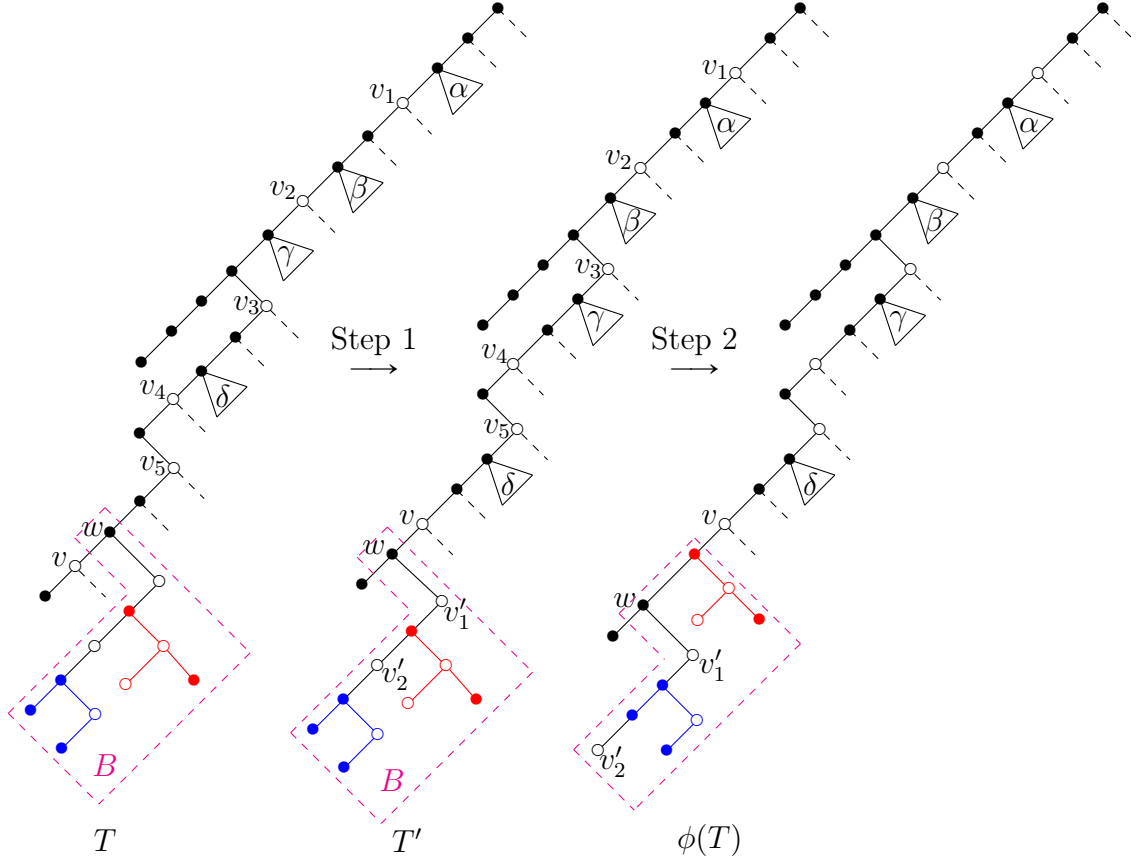 v₁
α
v₂
β
γ
v₃
v₄
δ
v₅
w
v
B
T
Step 1
⟶
v₁
α
v₂
β
v₃
γ
v₄
v₅
δ
v
w
v′₁
v′₂
B
T′
Step 2
⟶
α
β
γ
δ
v
w
v′₁
v′₂
ϕ(T)